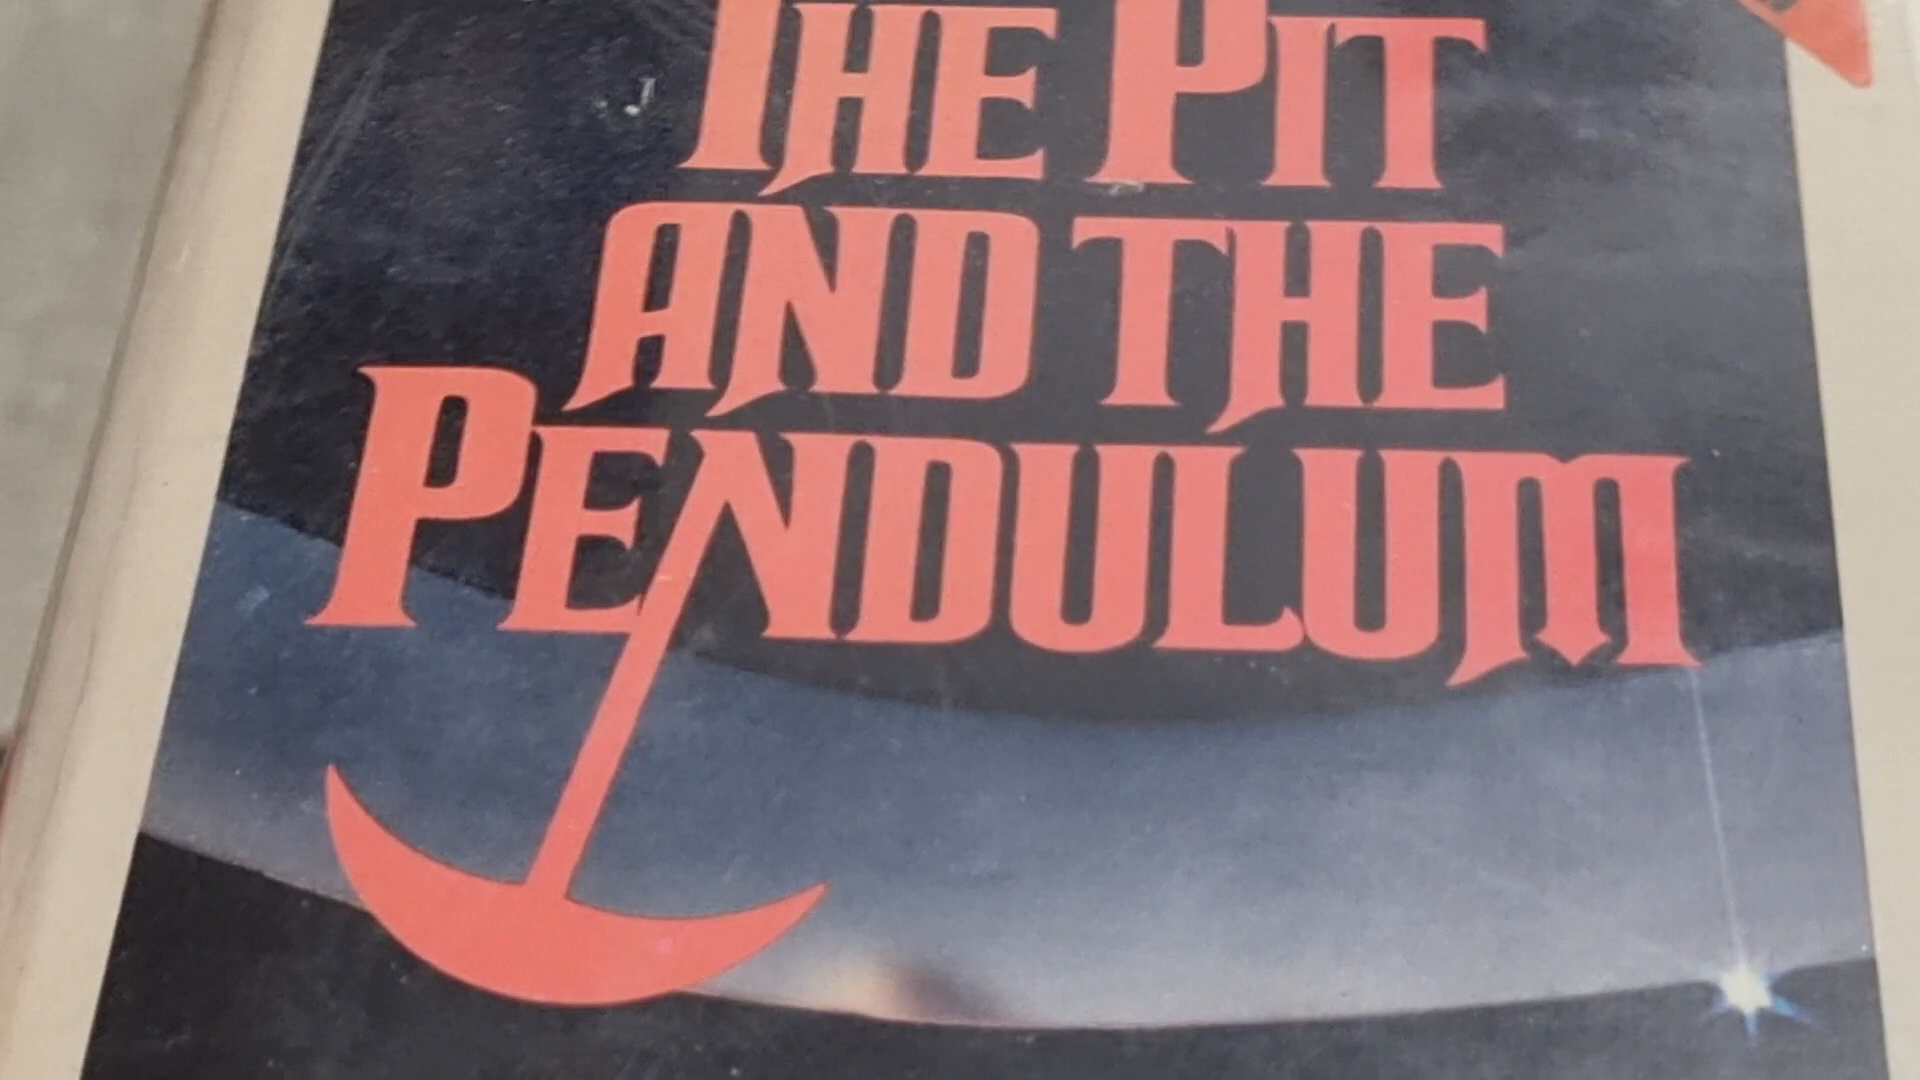 THE PIT
AND THE
PENDULUM